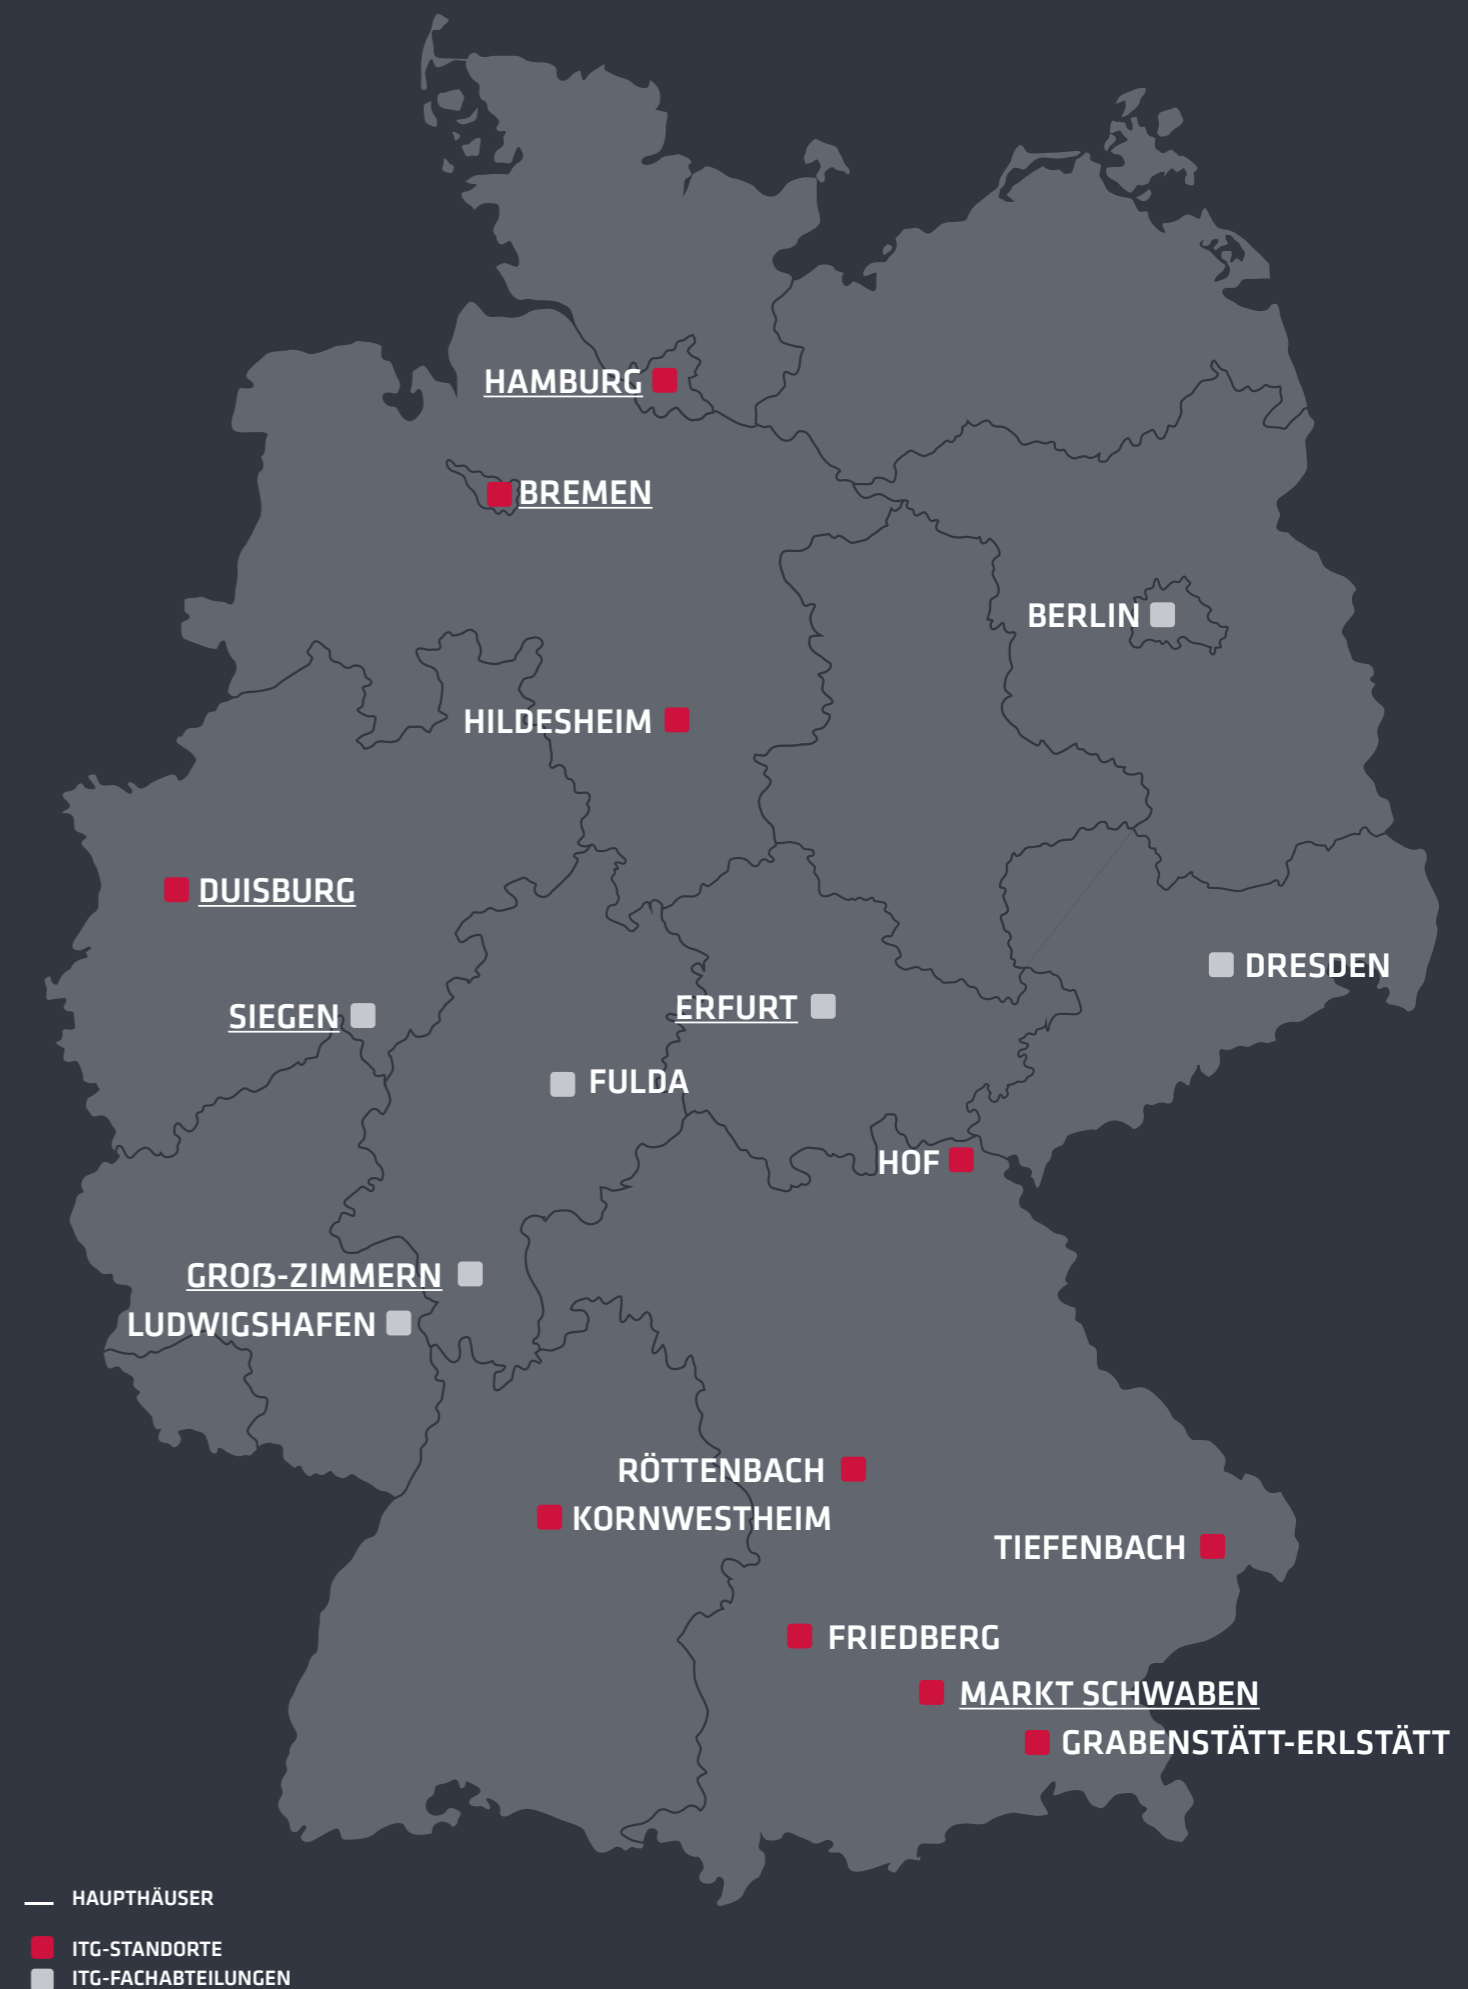 HAMBURG
BREMEN
BERLIN
HILDESHEIM
DUISBURG
DRESDEN
SIEGEN
ERFURT
FULDA
HOF
GROẞ-ZIMMERN
LUDWIGSHAFEN
RÖTTENBACH
KORNWESTHEIM
TIEFENBACH
FRIEDBERG
MARKT SCHWABEN
GRABENSTÄTT-ERLSTÄTT
HAUPTHÄUSER
ITG-STANDORTE
ITG-FACHABTEILUNGEN